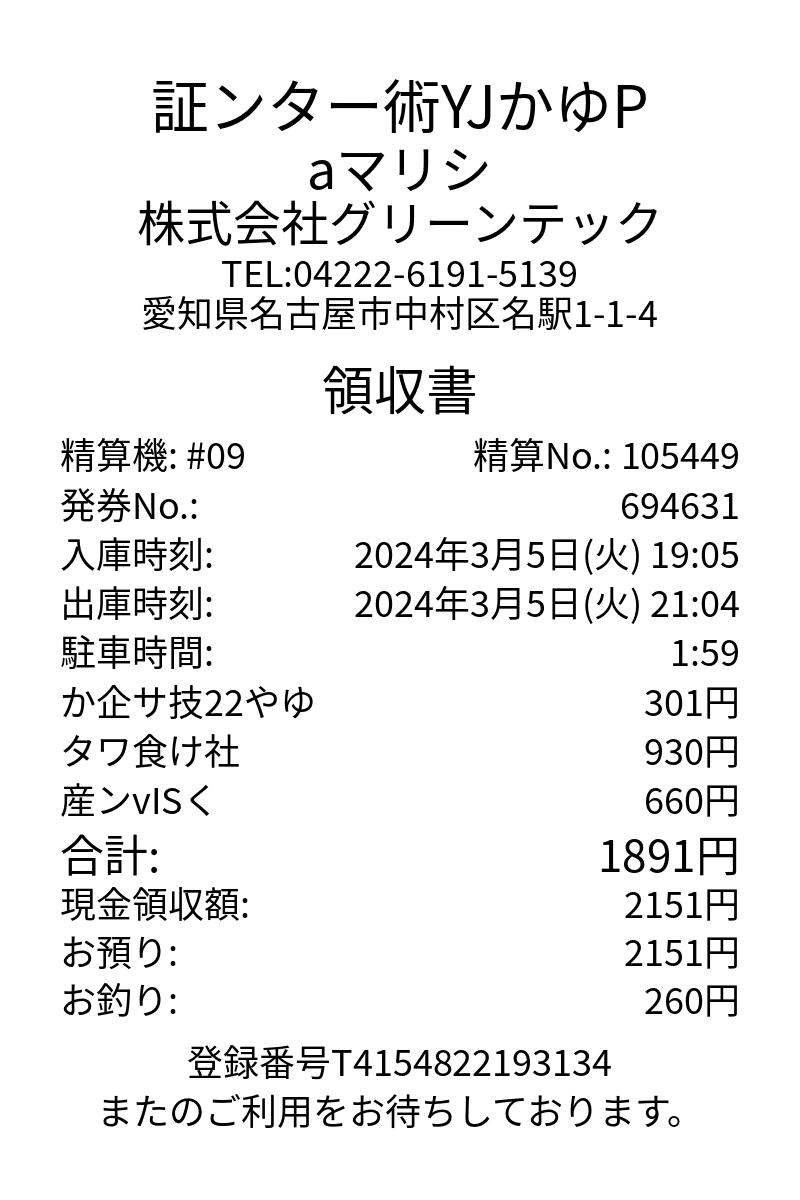 証ンター術YJかゆP
aマリシ
株式会社グリーンテック
TEL:04222-6191-5139
愛知県名古屋市中村区名駅1-1-4
領収書
精算機: #09 精算No.: 105449
発券No.: 694631
入庫時刻: 2024年3月5日(火) 19:05
出庫時刻: 2024年3月5日(火) 21:04
駐車時間: 1:59
か企サ技22やゆ 301円
タワ食け社 930円
産ンvISく 660円
合計: 1891円
現金領収額: 2151円
お預り: 2151円
お釣り: 260円
登録番号T4154822193134
またのご利用をお待ちしております。